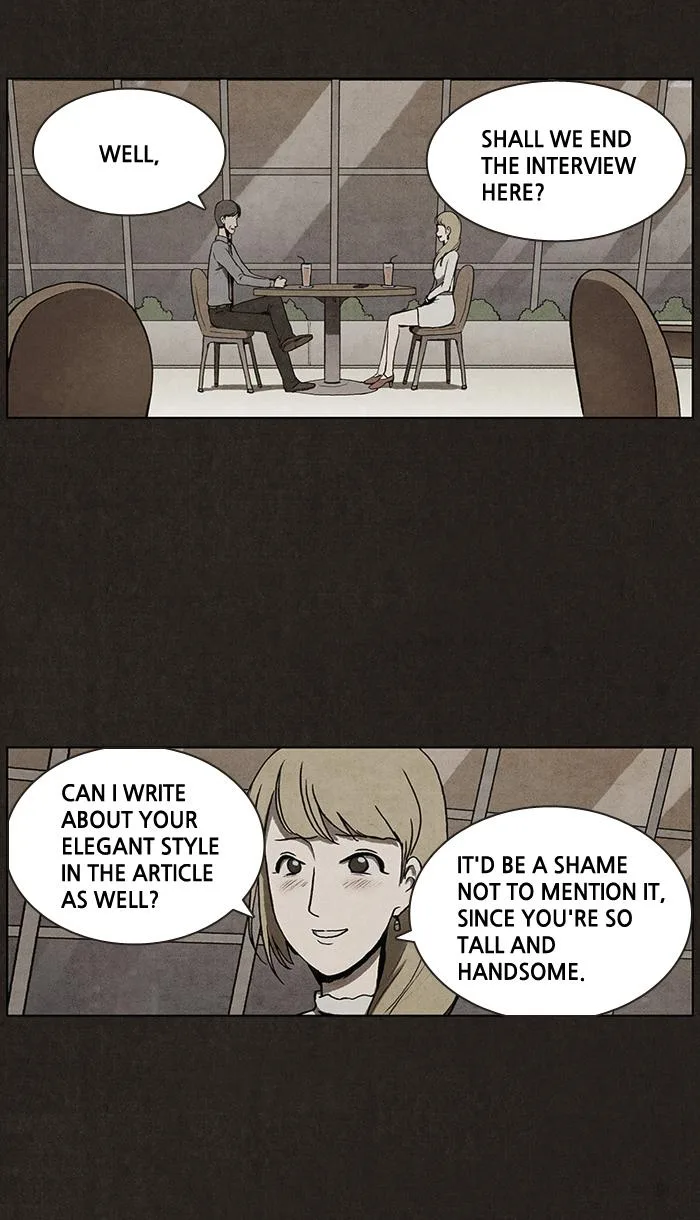 WELL,
SHALL WE END
THE INTERVIEW
HERE?
CAN I WRITE
ABOUT YOUR
ELEGANT STYLE
IN THE ARTICLE
AS WELL?
IT'D BE A SHAME
NOT TO MENTION IT,
SINCE YOU'RE SO
TALL AND
HANDSOME.